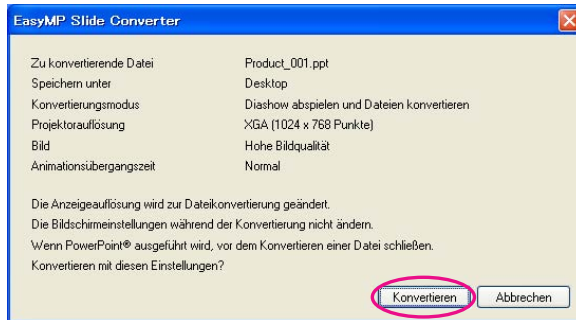 EasyMP Slide Converter
Zu konvertierende Datei Product_001.ppt
Speichern unter Desktop
Konvertierungsmodus Diashow abspielen und Dateien konvertieren
Projektorauflösung XGA (1024 x 768 Punkte)
Bild Hohe Bildqualität
Animationsübergangszeit Normal
Die Anzeigeauflösung wird zur Dateikonvertierung geändert.
Die Bildschirmeinstellungen während der Konvertierung nicht ändern.
Wenn PowerPoint® ausgeführt wird, vor dem Konvertieren einer Datei schließen.
Konvertieren mit diesen Einstellungen?
Konvertieren Abbrechen